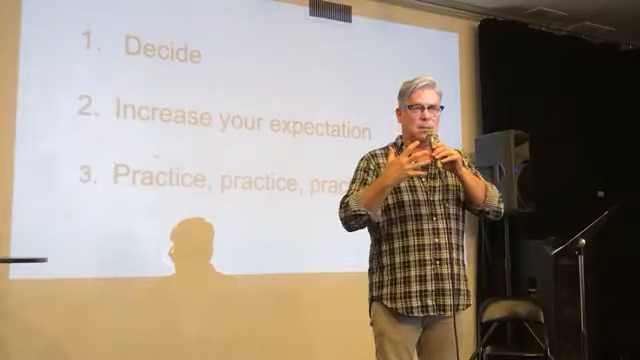 1. Decide
2. Increase your expectation
3. Practice, practice,